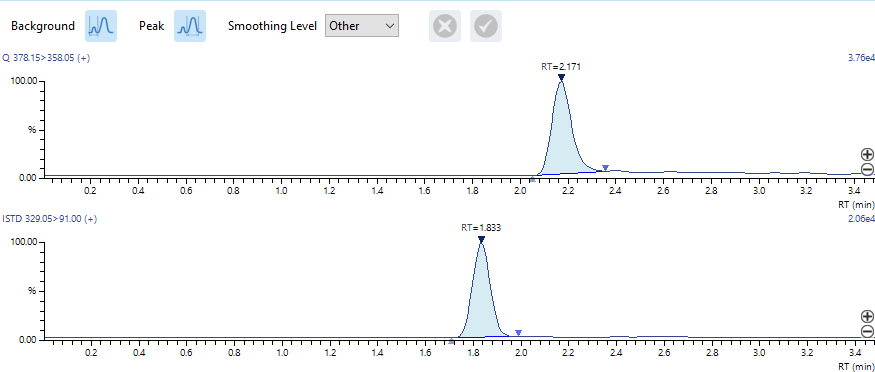 Background Peak Smoothing Level Other
Q 378.15>358.05 (+) 3.76e4
RT=2.171
100.00
%
0.00
0.2 0.4 0.6 0.8 1.0 1.2 1.4 1.6 1.8 2.0 2.2 2.4 2.6 2.8 3.0 3.2 3.4
RT (min)
ISTD 329.05>91.00 (+) 2.06e4
RT=1.833
100.00
%
0.00
0.2 0.4 0.6 0.8 1.0 1.2 1.4 1.6 1.8 2.0 2.2 2.4 2.6 2.8 3.0 3.2 3.4
RT (min)